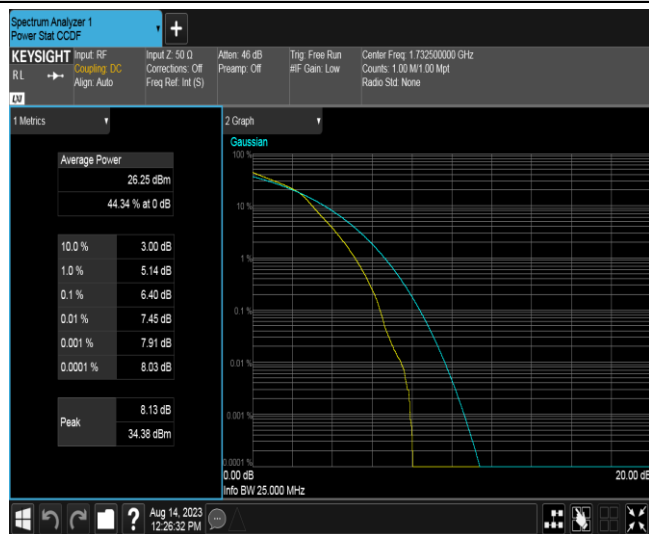 Spectrum Analyzer 1
Power Stat CCDF
KEYSIGHT
RL
LXI
Input: RF
Coupling: DC
Align: Auto
Input Z: 50 Ω
Corrections: Off
Freq Ref: Int (S)
Atten: 46 dB
Preamp: Off
Trig: Free Run
#IF Gain: Low
Center Freq: 1.732500000 GHz
Counts: 1.00 M/1.00 Mpt
Radio Std: None
1 Metrics
Average Power
26.25 dBm
44.34 % at 0 dB
10.0 % 3.00 dB
1.0 % 5.14 dB
0.1 % 6.40 dB
0.01 % 7.45 dB
0.001 % 7.91 dB
0.0001 % 8.03 dB
Peak
8.13 dB
34.38 dBm
2 Graph
Gaussian
100 %
10 %
1 %
0.1 %
0.01 %
0.001 %
0.0001 %
0.00 dB
20.00 dB
Info BW 25.000 MHz
Aug 14, 2023
12:26:32 PM